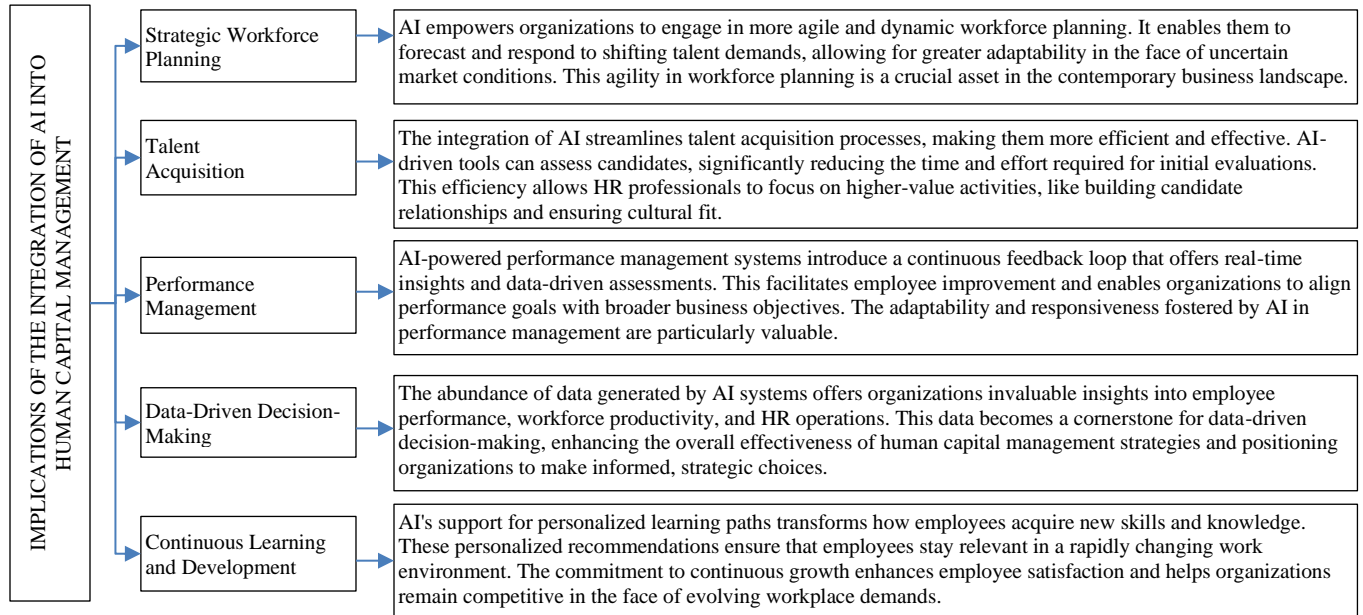 IMPLICATIONS OF THE INTEGRATION OF AI INTO
HUMAN CAPITAL MANAGEMENT
Strategic Workforce
Planning
AI empowers organizations to engage in more agile and dynamic workforce planning. It enables them to
forecast and respond to shifting talent demands, allowing for greater adaptability in the face of uncertain
market conditions. This agility in workforce planning is a crucial asset in the contemporary business landscape.
Talent
Acquisition
The integration of AI streamlines talent acquisition processes, making them more efficient and effective. AI-
driven tools can assess candidates, significantly reducing the time and effort required for initial evaluations.
This efficiency allows HR professionals to focus on higher-value activities, like building candidate
relationships and ensuring cultural fit.
Performance
Management
AI-powered performance management systems introduce a continuous feedback loop that offers real-time
insights and data-driven assessments. This facilitates employee improvement and enables organizations to align
performance goals with broader business objectives. The adaptability and responsiveness fostered by AI in
performance management are particularly valuable.
Data-Driven Decision-
Making
The abundance of data generated by AI systems offers organizations invaluable insights into employee
performance, workforce productivity, and HR operations. This data becomes a cornerstone for data-driven
decision-making, enhancing the overall effectiveness of human capital management strategies and positioning
organizations to make informed, strategic choices.
Continuous Learning
and Development
AI's support for personalized learning paths transforms how employees acquire new skills and knowledge.
These personalized recommendations ensure that employees stay relevant in a rapidly changing work
environment. The commitment to continuous growth enhances employee satisfaction and helps organizations
remain competitive in the face of evolving workplace demands.